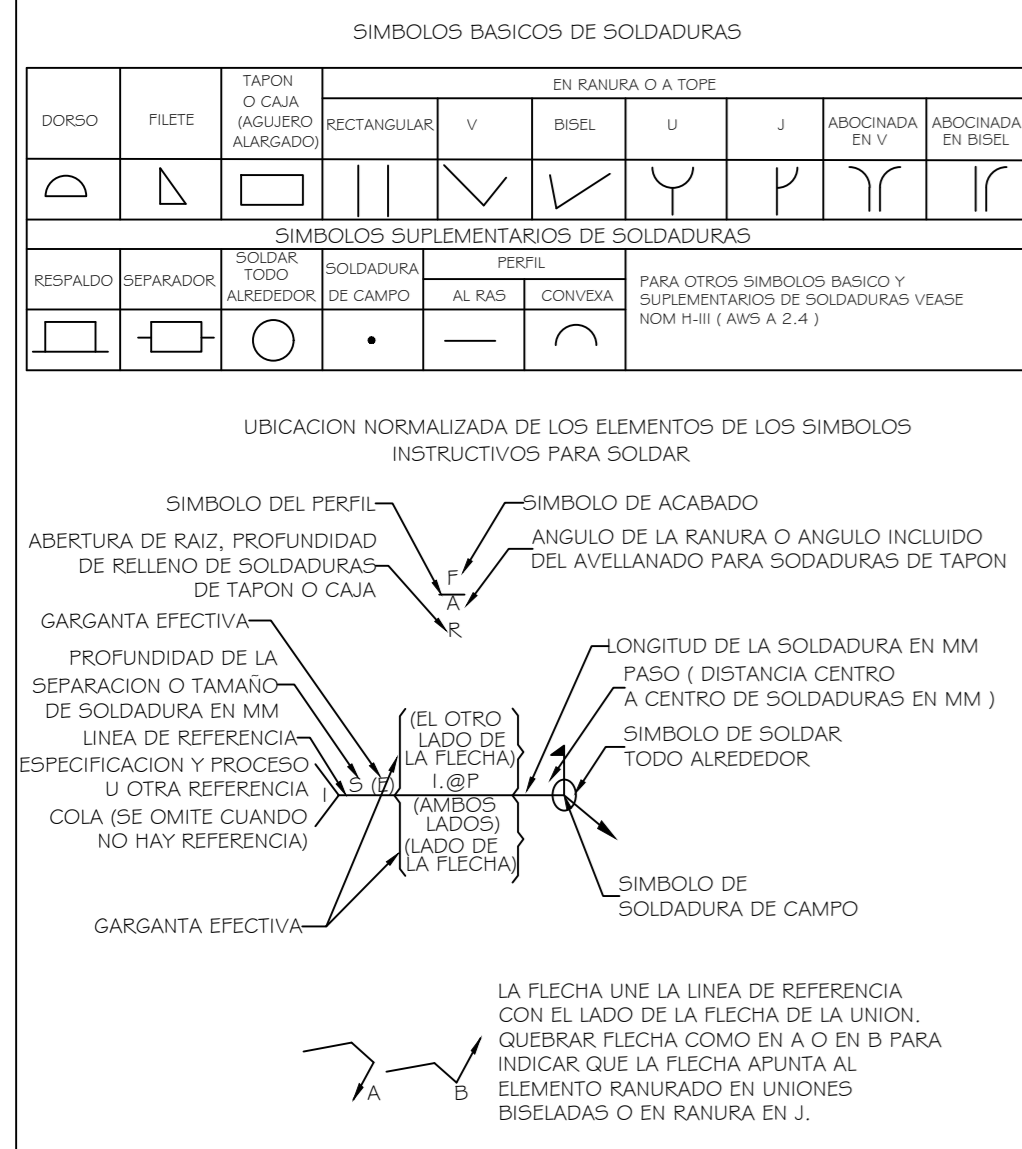 SIMBOLOS BASICOS DE SOLDADURAS
DORSO
FILETE
TAPON
O CAJA
(AGUJERO
ALARGADO)
EN RANURA O A TOPE
RECTANGULAR
V
BISEL
U
J
ABOCINADA
EN V
ABOCINADA
EN BISEL
SIMBOLOS SUPLEMENTARIOS DE SOLDADURAS
RESPALDO
SEPARADOR
SOLDAR
TODO
ALREDEDOR
SOLDADURA
DE CAMPO
PERFIL
AL RAS
CONVEXA
PARA OTROS SIMBOLOS BASICO Y
SUPLEMENTARIOS DE SOLDADURAS VEASE
NOM H-III ( AWS A 2.4 )
UBICACION NORMALIZADA DE LOS ELEMENTOS DE LOS SIMBOLOS
INSTRUCTIVOS PARA SOLDAR
SIMBOLO DEL PERFIL
SIMBOLO DE ACABADO
ABERTURA DE RAIZ, PROFUNDIDAD
DE RELLENO DE SOLDADURAS
DE TAPON O CAJA
ANGULO DE LA RANURA O ANGULO INCLUIDO
DEL AVELLANADO PARA SODADURAS DE TAPON
F
A
R
GARGANTA EFECTIVA
PROFUNDIDAD DE LA
SEPARACION O TAMAÑO
DE SOLDADURA EN MM
LINEA DE REFERENCIA
ESPECIFICACION Y PROCESO
U OTRA REFERENCIA
COLA (SE OMITE CUANDO
NO HAY REFERENCIA)
I
S (E)
(EL OTRO
LADO DE
LA FLECHA)
I.@P
(AMBOS
LADOS)
(LADO DE
LA FLECHA)
LONGITUD DE LA SOLDADURA EN MM
PASO ( DISTANCIA CENTRO
A CENTRO DE SOLDADURAS EN MM )
SIMBOLO DE SOLDAR
TODO ALREDEDOR
SIMBOLO DE
SOLDADURA DE CAMPO
GARGANTA EFECTIVA
A
B
LA FLECHA UNE LA LINEA DE REFERENCIA
CON EL LADO DE LA FLECHA DE LA UNION.
QUEBRAR FLECHA COMO EN A O EN B PARA
INDICAR QUE LA FLECHA APUNTA AL
ELEMENTO RANURADO EN UNIONES
BISELADAS O EN RANURA EN J.